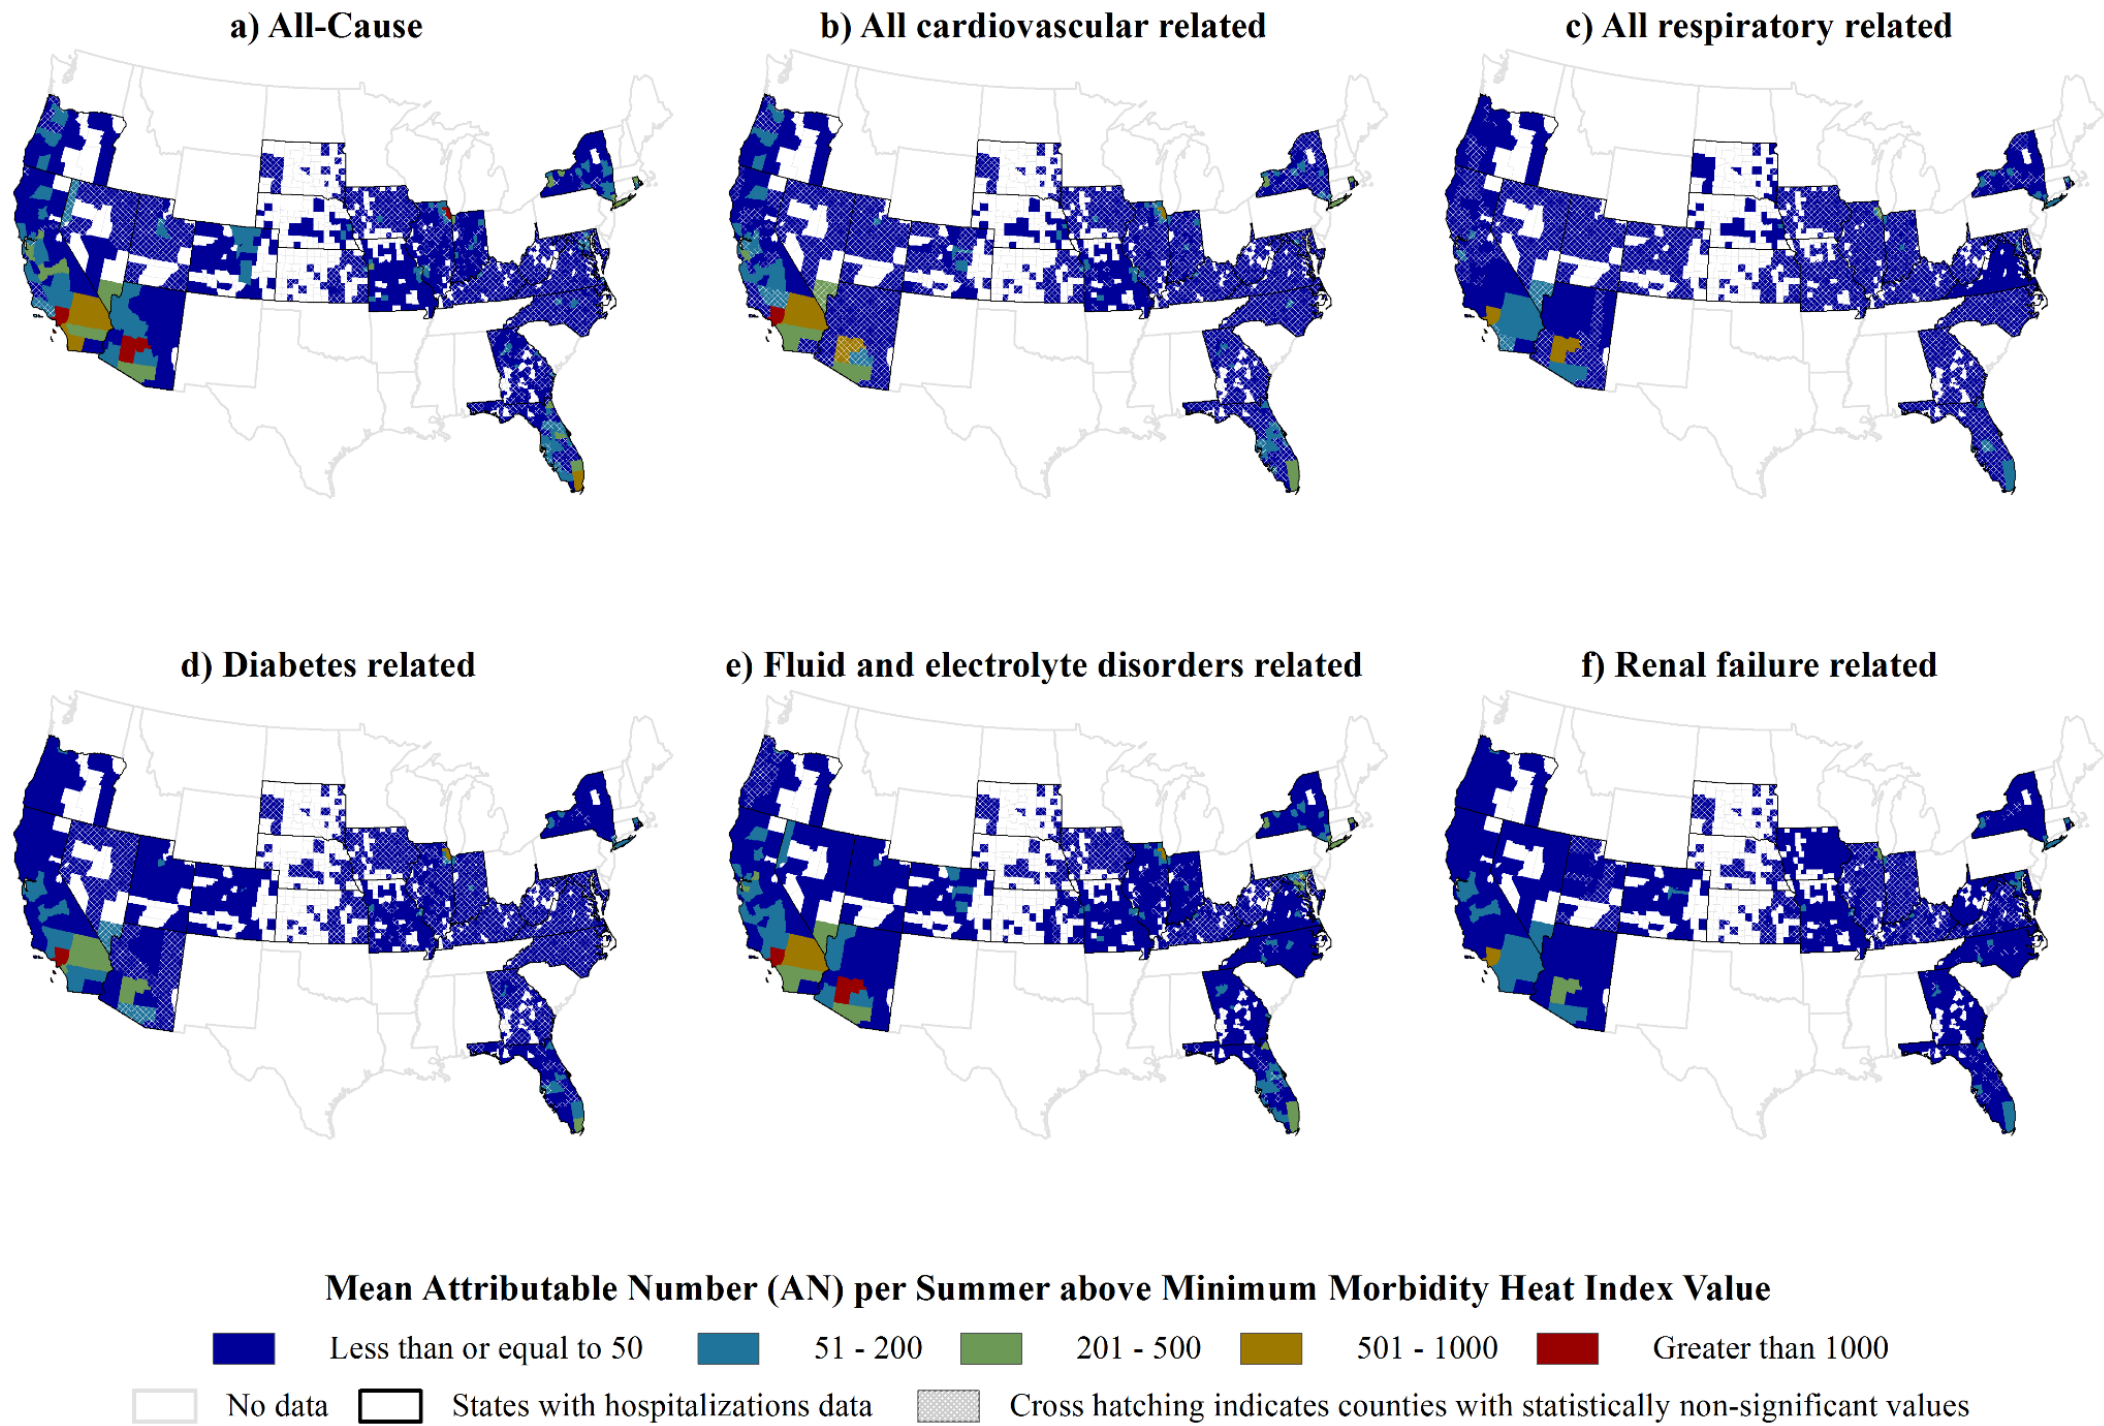 a) All-Cause
b) All cardiovascular related
c) All respiratory related
d) Diabetes related
e) Fluid and electrolyte disorders related
f) Renal failure related
Mean Attributable Number (AN) per Summer above Minimum Morbidity Heat Index Value
Less than or equal to 50
51 - 200
201 - 500
501 - 1000
Greater than 1000
No data
States with hospitalizations data
Cross hatching indicates counties with statistically non-significant values